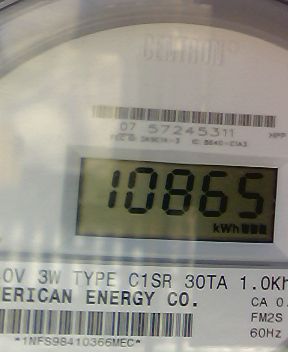 CENTRON®
07 57245311
10865
kWh
.0V 3W TYPE C1SR 30TA 1.0Kh
ERICAN ENERGY CO.
CA 0.
FM2S
60Hz
*1NFS98410366MEC*